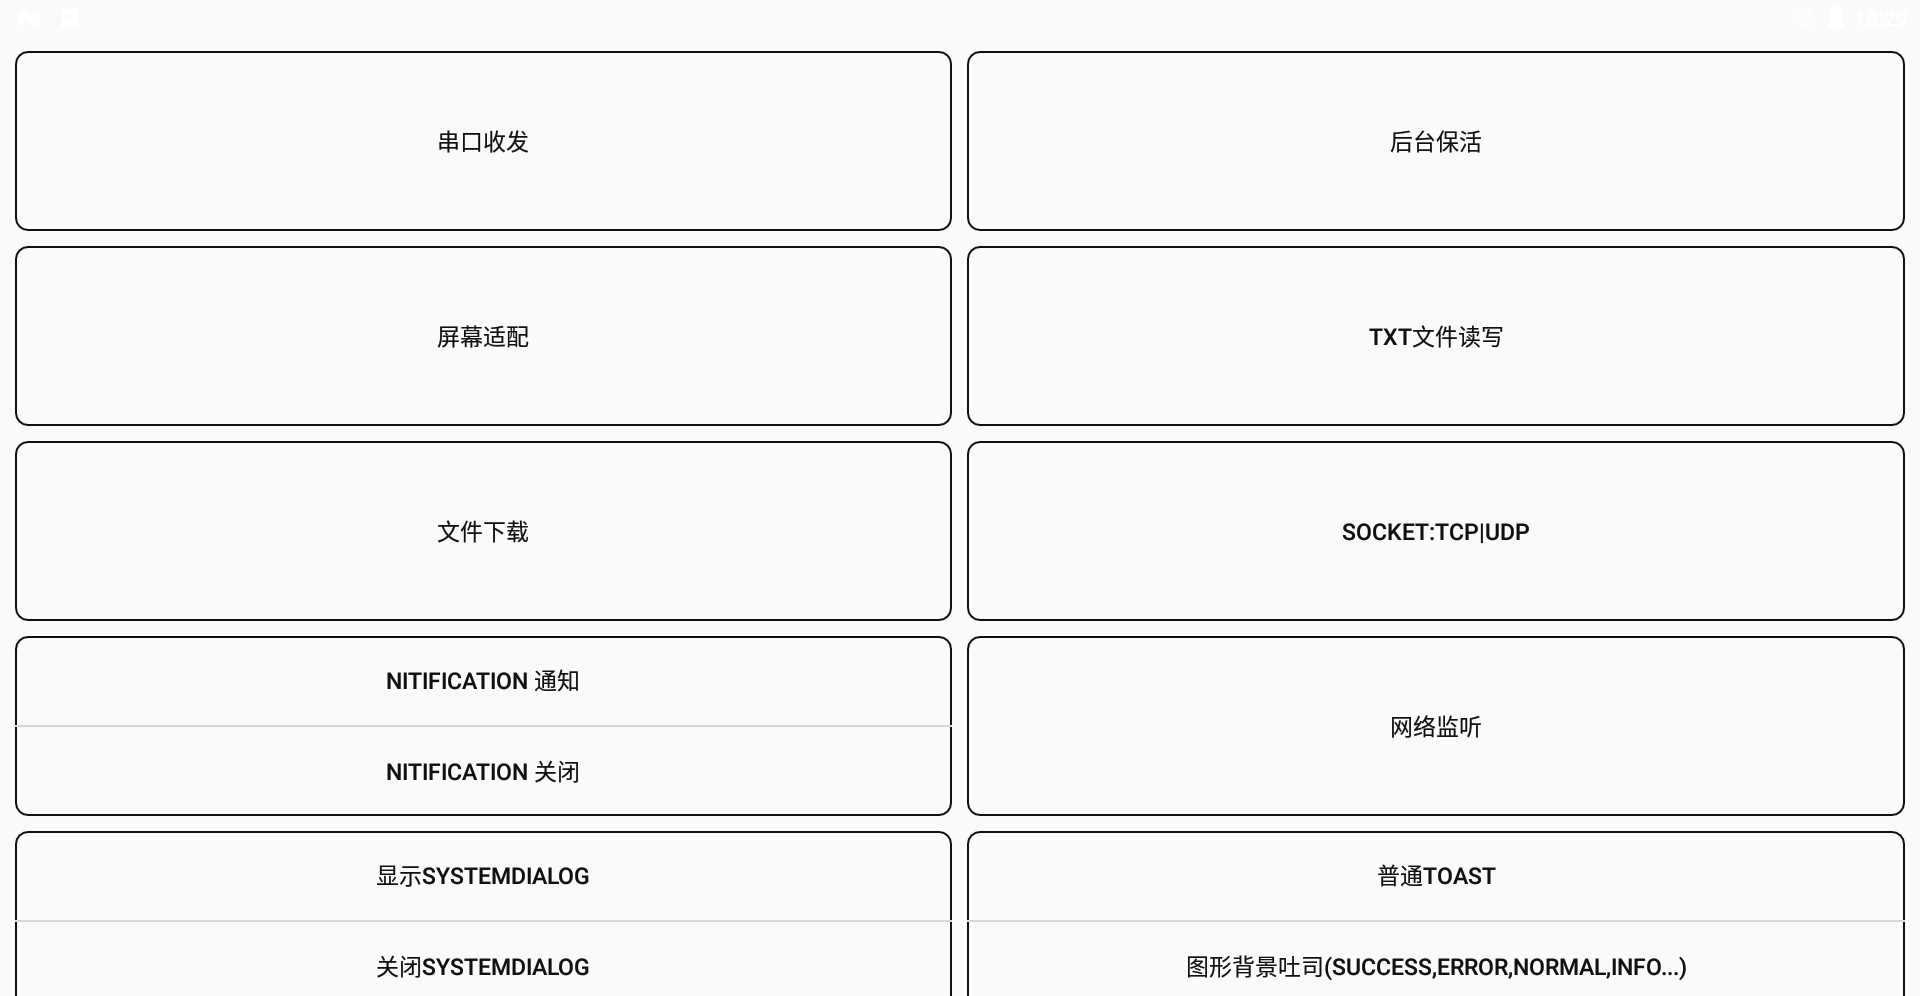 18:29
串口收发
后台保活
屏幕适配
TXT文件读写
文件下载
SOCKET:TCP|UDP
NITIFICATION 通知
NITIFICATION 关闭
网络监听
显示SYSTEMDIALOG
关闭SYSTEMDIALOG
普通TOAST
图形背景吐司(SUCCESS,ERROR,NORMAL,INFO...)